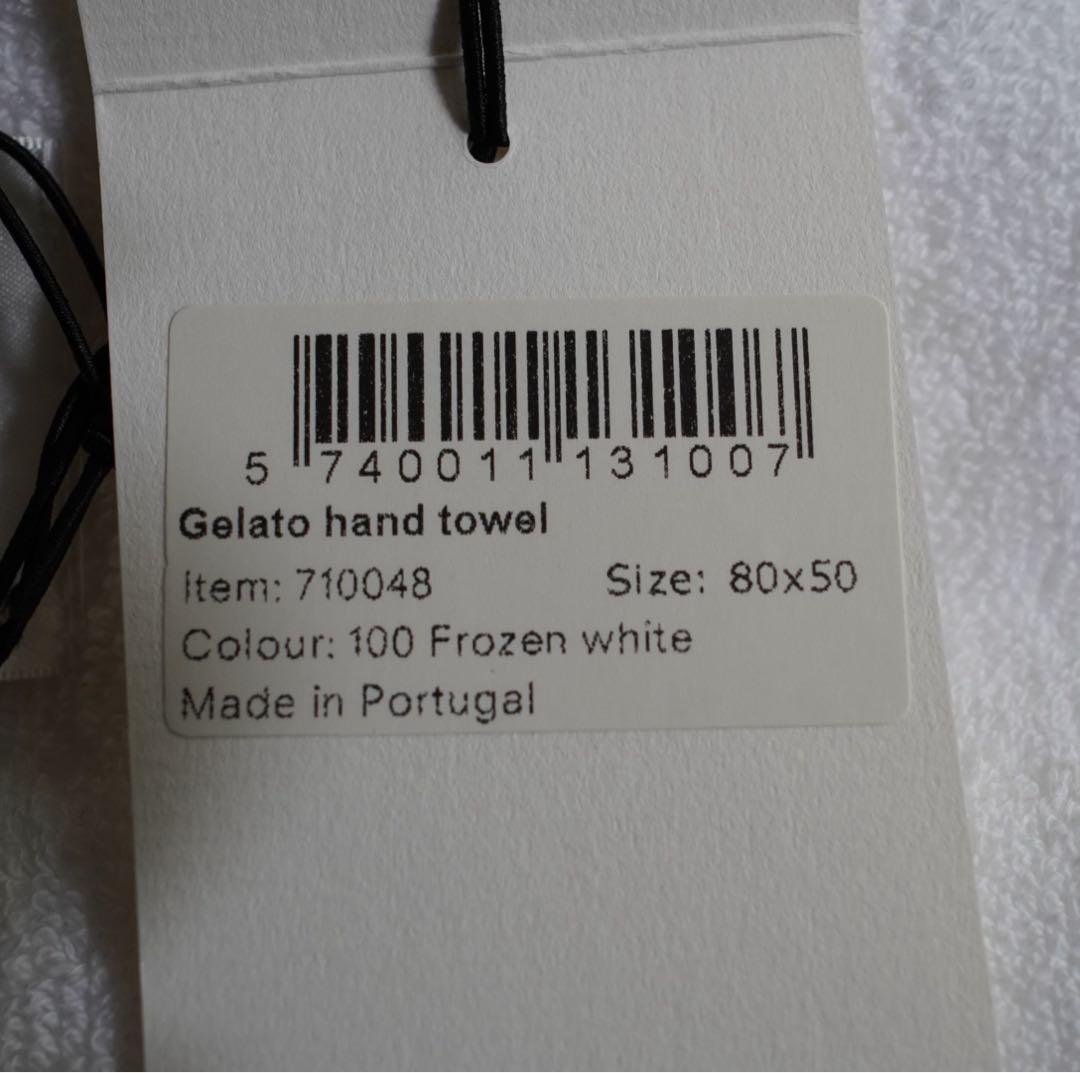 5 740011 131007
Gelato hand towel
Item: 710048 Size: 80x50
Colour: 100 Frozen white
Made in Portugal